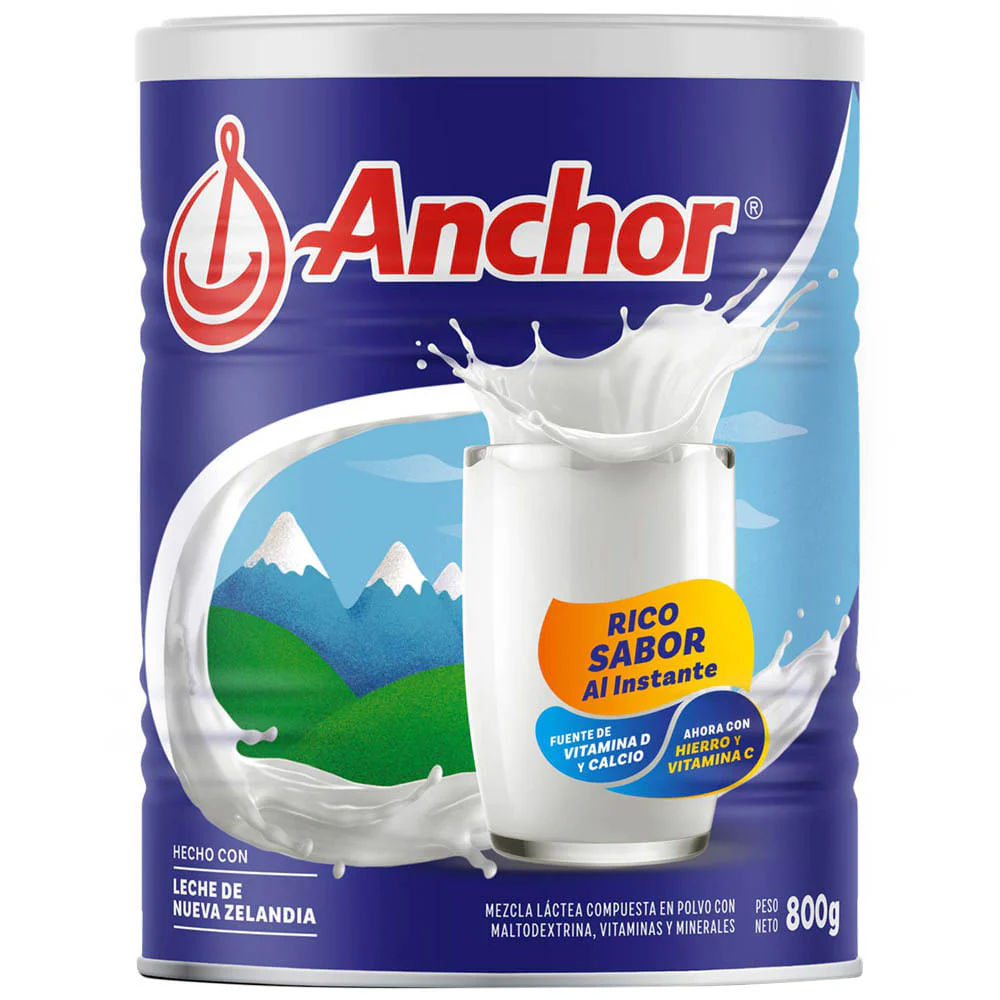 Anchor®
RICO
SABOR
Al Instante
FUENTE DE
VITAMINA D
Y CALCIO
AHORA CON
HIERRO Y
VITAMINA C
HECHO CON
LECHE DE
NUEVA ZELANDIA
MEZCLA LÁCTEA COMPUESTA EN POLVO CON
MALTODEXTRINA, VITAMINAS Y MINERALES
PESO
NETO
800g